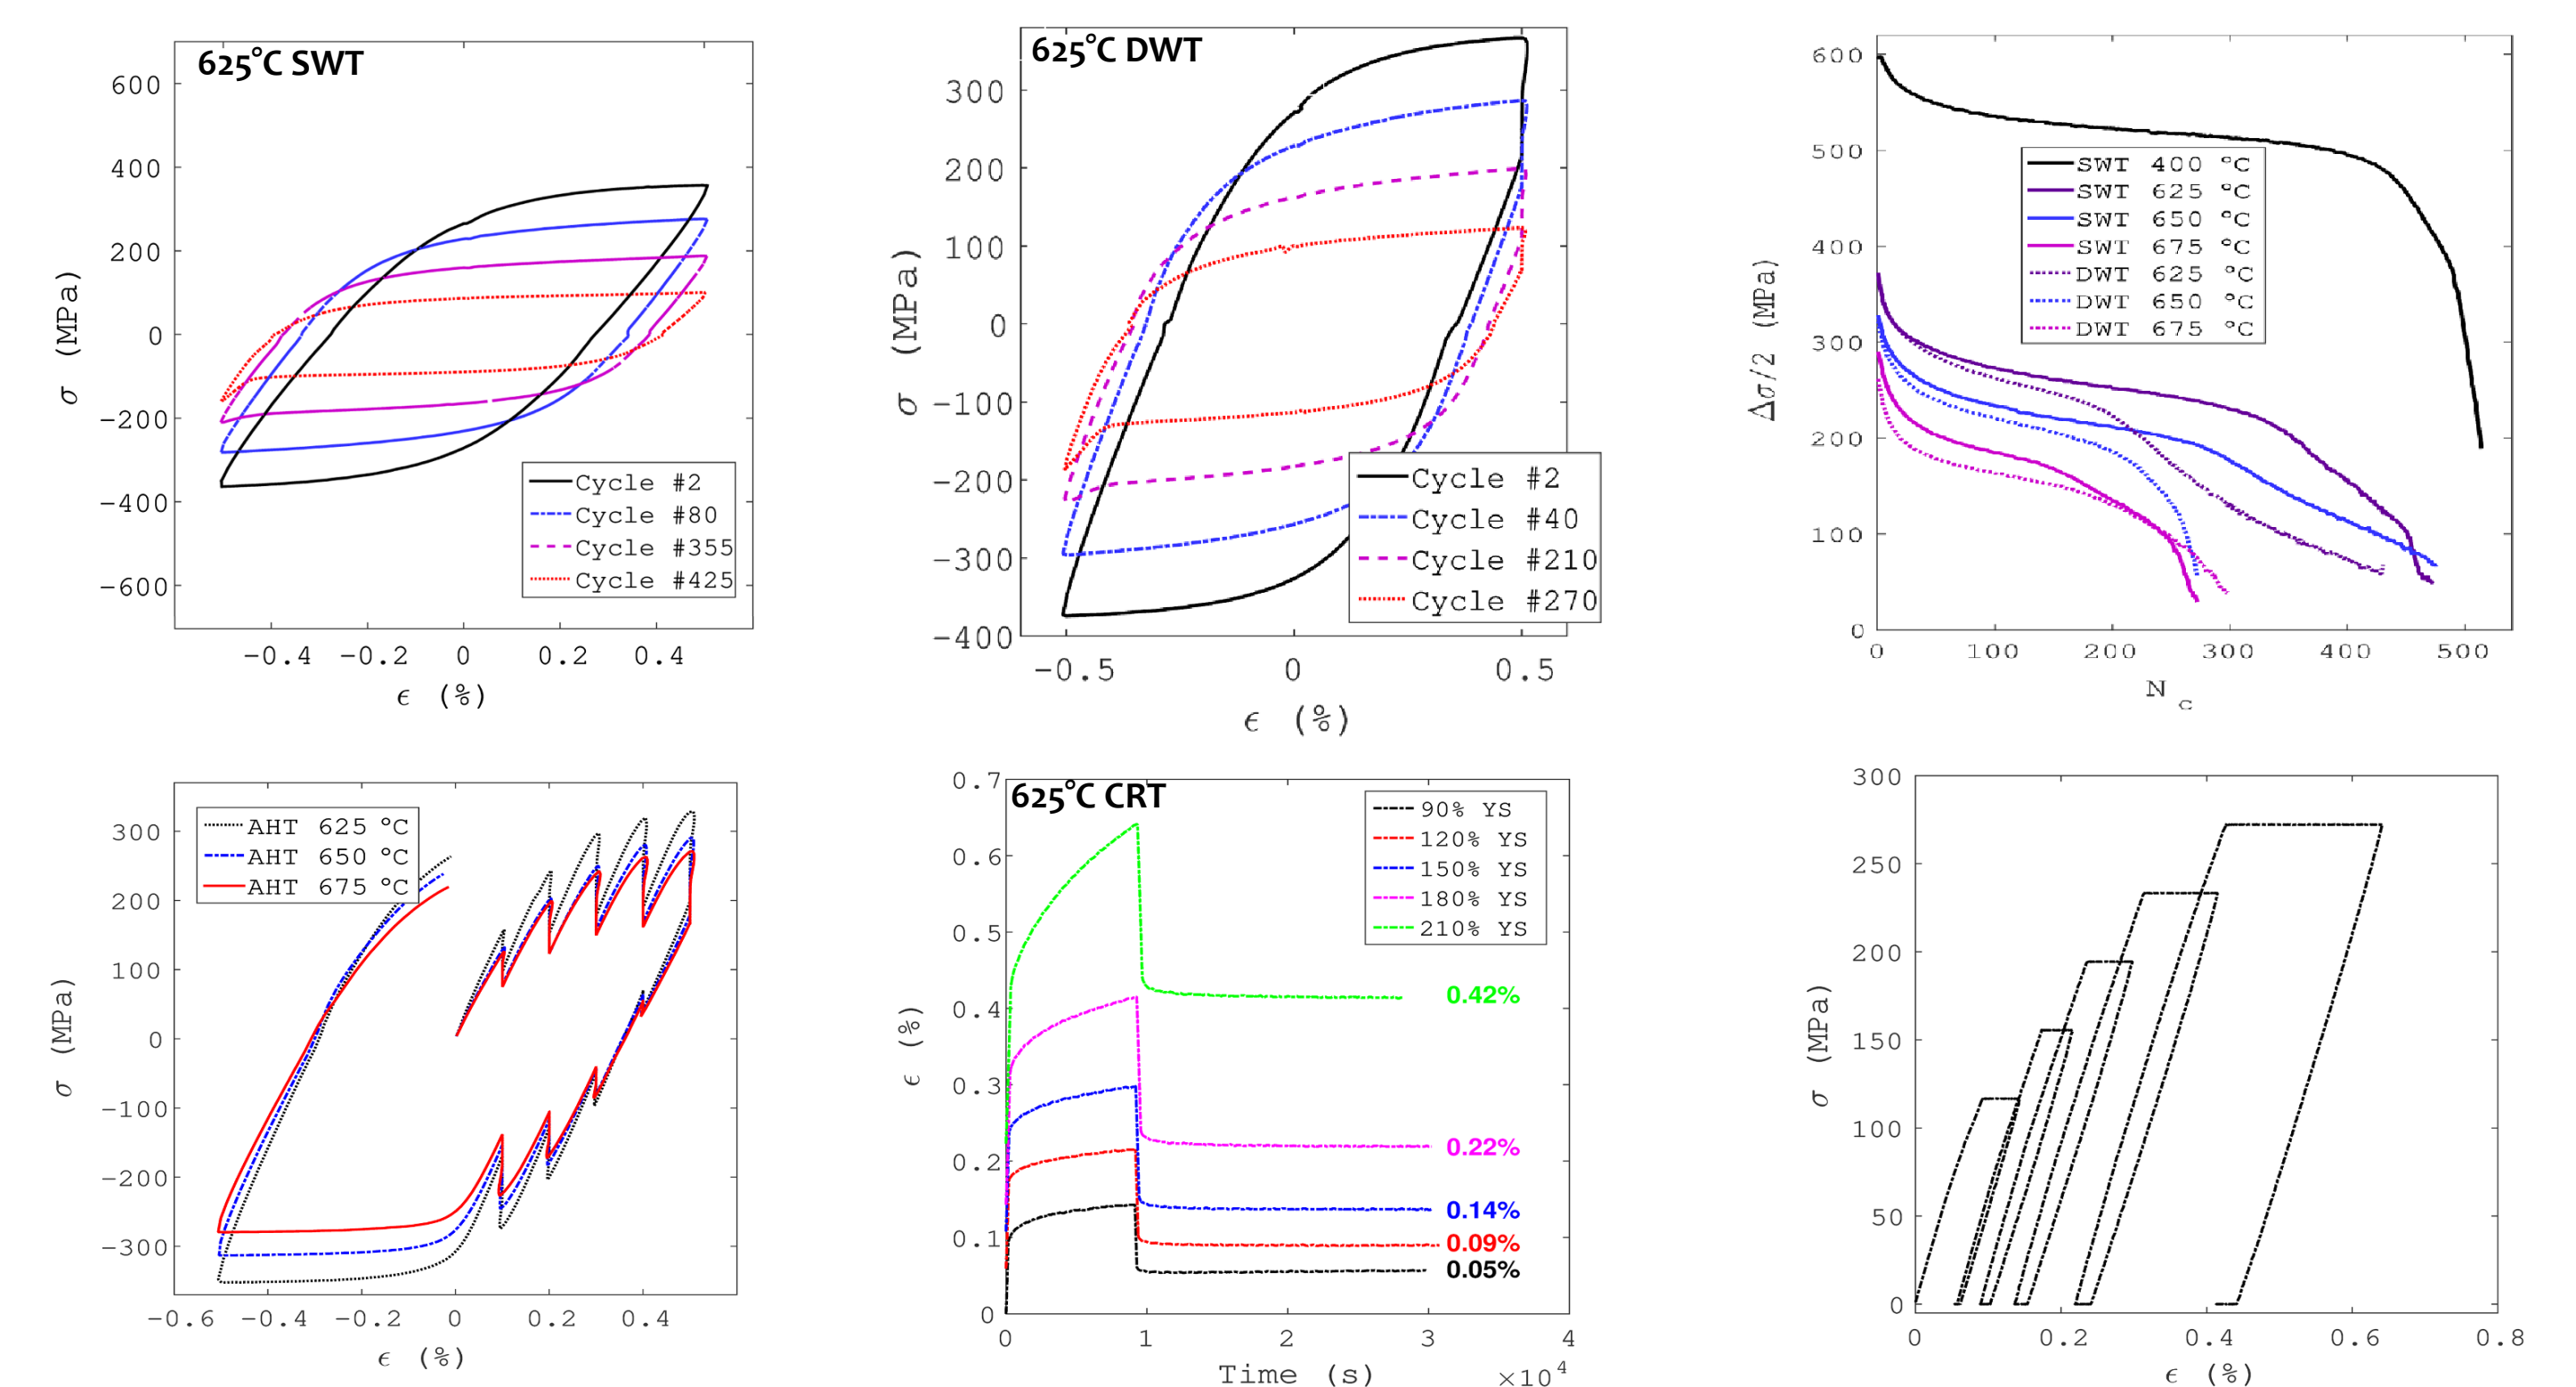 625°C SWT
σ (MPa)
600
400
200
0
−200
−400
−600
Cycle #2
Cycle #80
Cycle #355
Cycle #425
−0.4 −0.2 0 0.2 0.4
ϵ (%)
625°C DWT
σ (MPa)
300
200
100
0
−100
−200
−300
−400
Cycle #2
Cycle #40
Cycle #210
Cycle #270
−0.5 0 0.5
ϵ (%)
Δσ/2 (MPa)
600
500
400
300
200
100
0
SWT 400 °C
SWT 625 °C
SWT 650 °C
SWT 675 °C
DWT 625 °C
DWT 650 °C
DWT 675 °C
0 100 200 300 400 500
N c
σ (MPa)
300
200
100
0
−100
−200
−300
AHT 625 °C
AHT 650 °C
AHT 675 °C
−0.6 −0.4 −0.2 0 0.2 0.4
ϵ (%)
625°C CRT
ϵ (%)
0.7
0.6
0.5
0.4
0.3
0.2
0.1
0
90% YS
120% YS
150% YS
180% YS
210% YS
0.42%
0.22%
0.14%
0.09%
0.05%
0 1 2 3 4
Time (s) ×10⁴
σ (MPa)
300
250
200
150
100
50
0
0 0.2 0.4 0.6 0.8
ϵ (%)